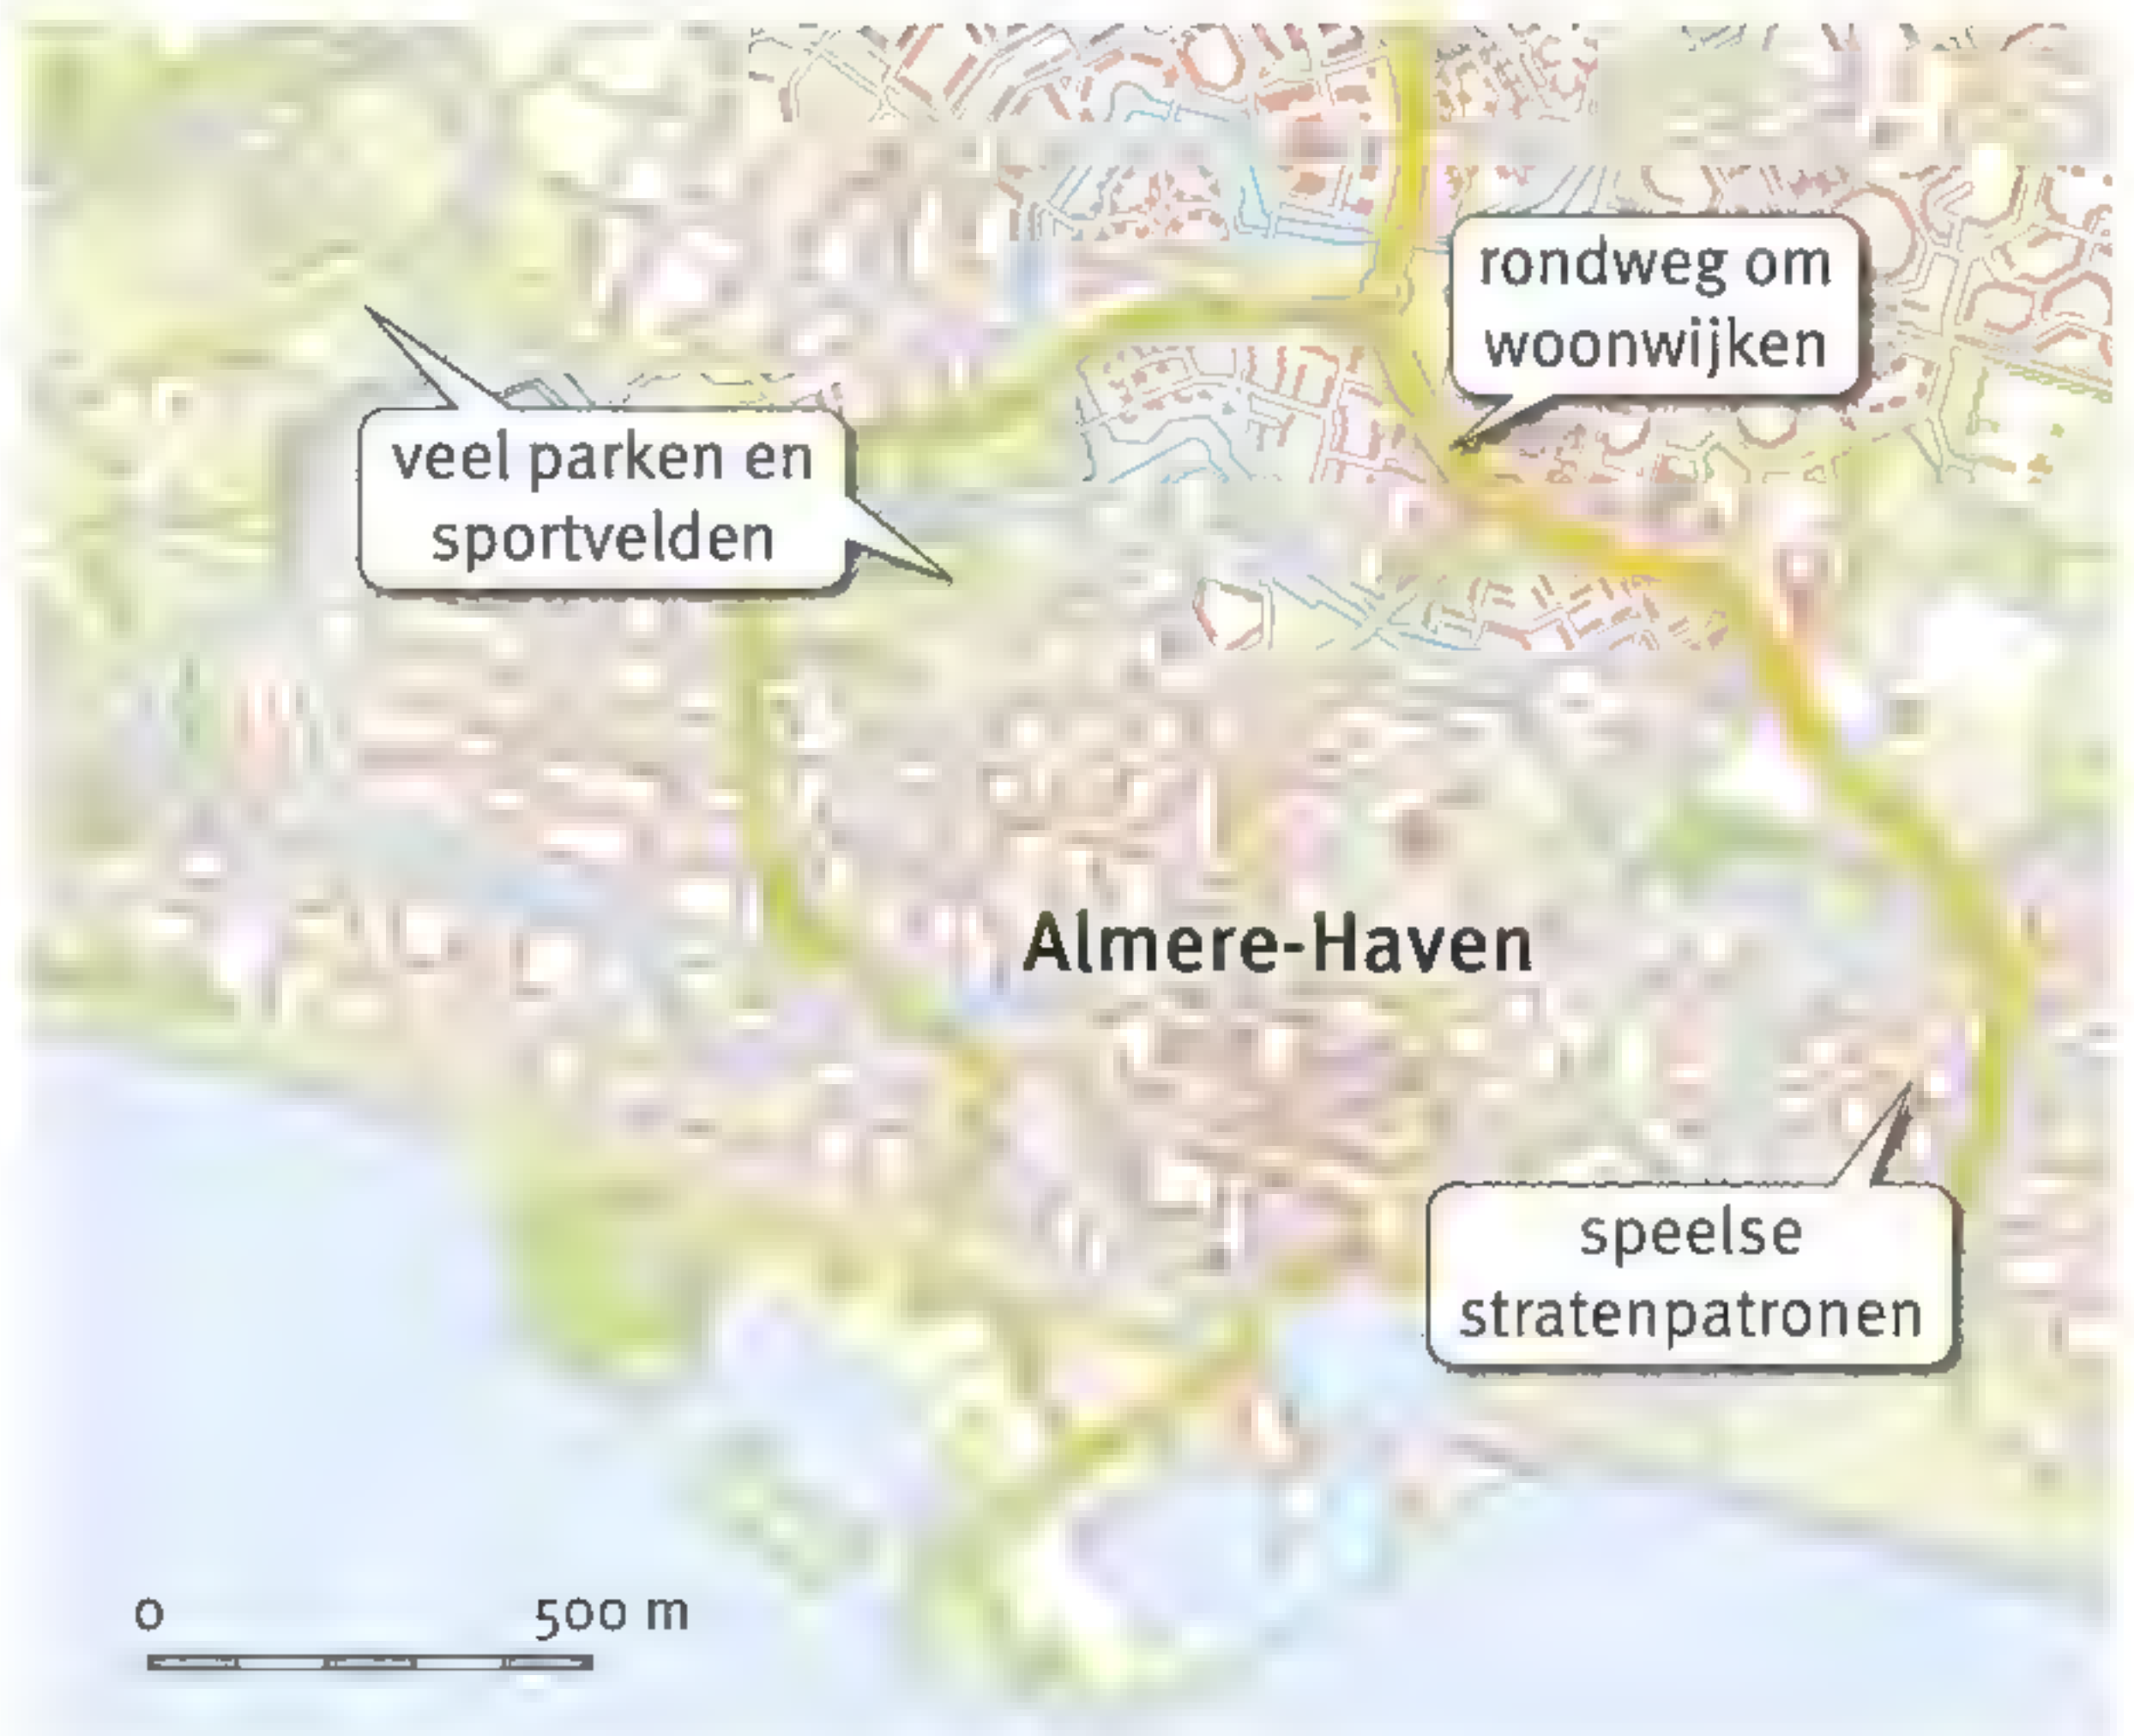 rondweg om
woonwijken
veel parken en
sportvelden
Almere-Haven
speelse
stratenpatronen
0 500 m